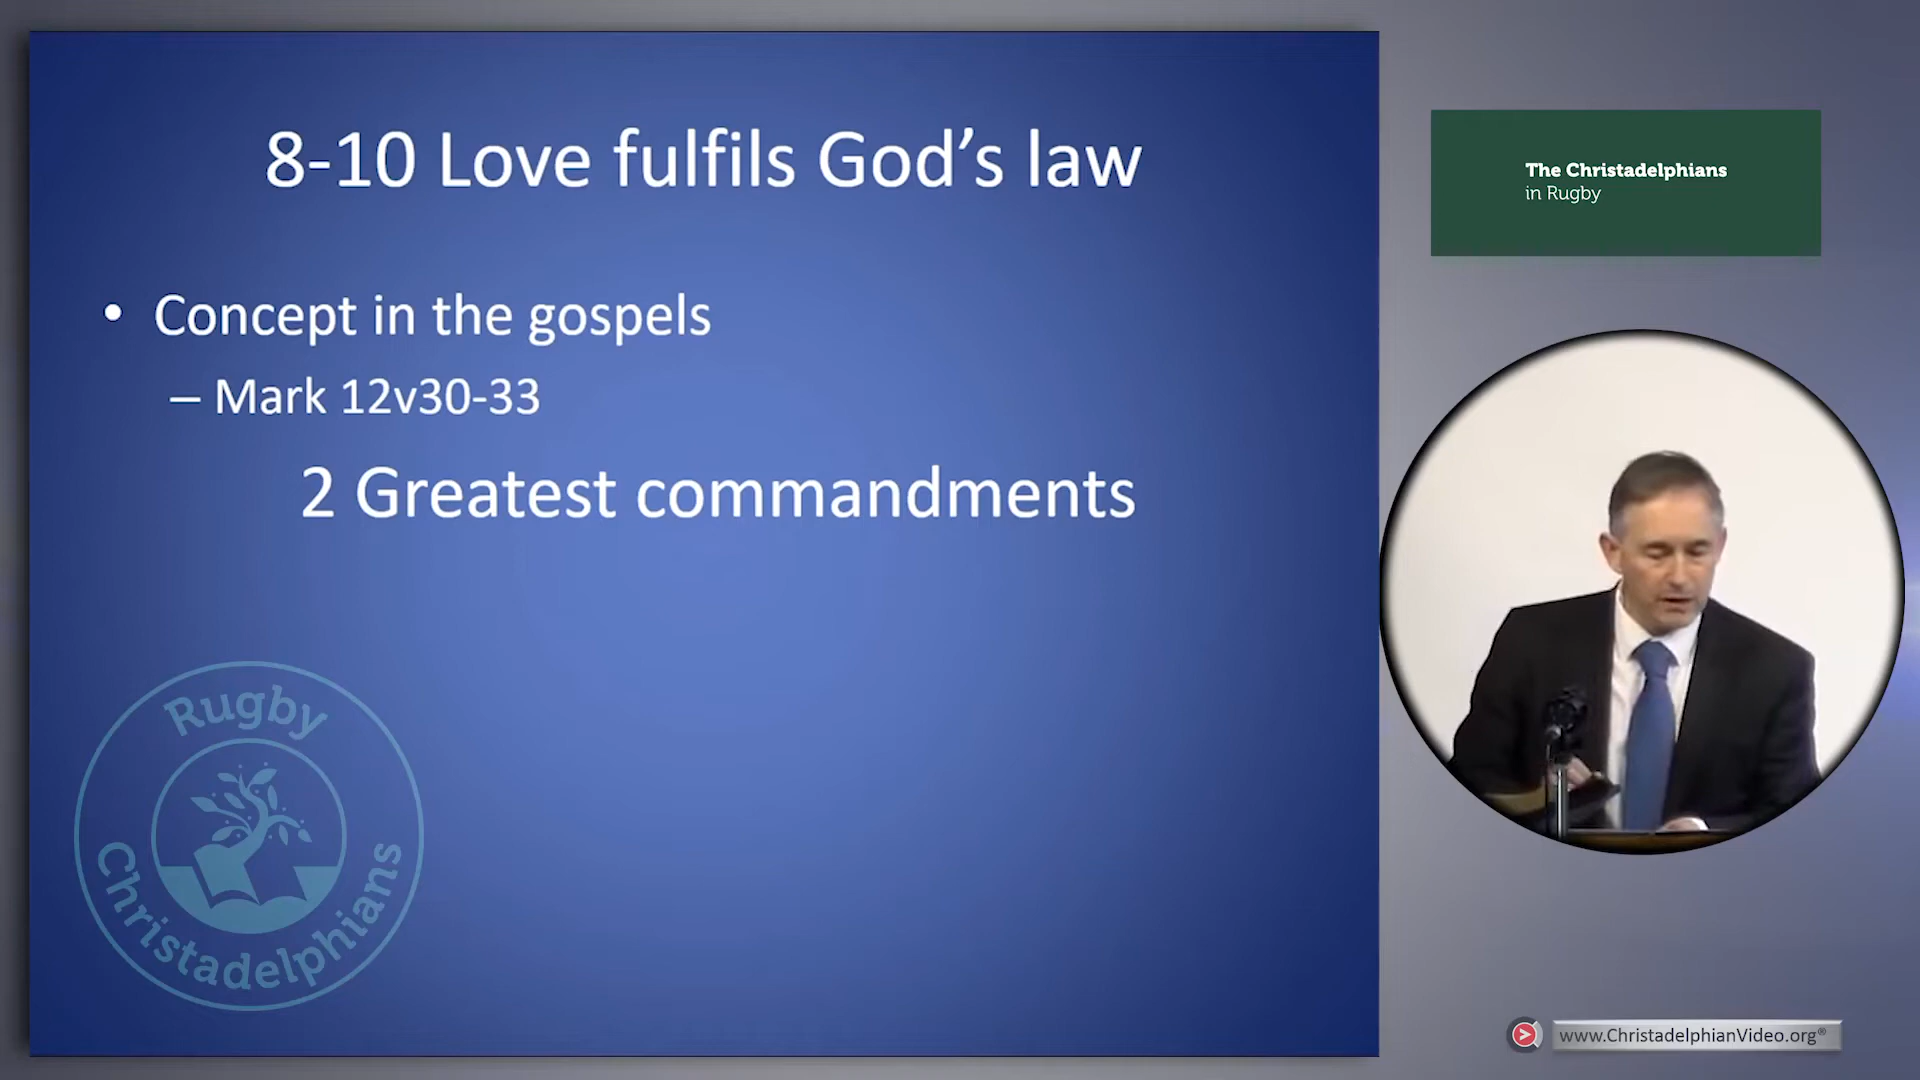 8-10 Love fulfils God’s law
• Concept in the gospels
– Mark 12v30-33
2 Greatest commandments
Rugby
Christadelphians
The Christadelphians
in Rugby
www.ChristadelphianVideo.org®